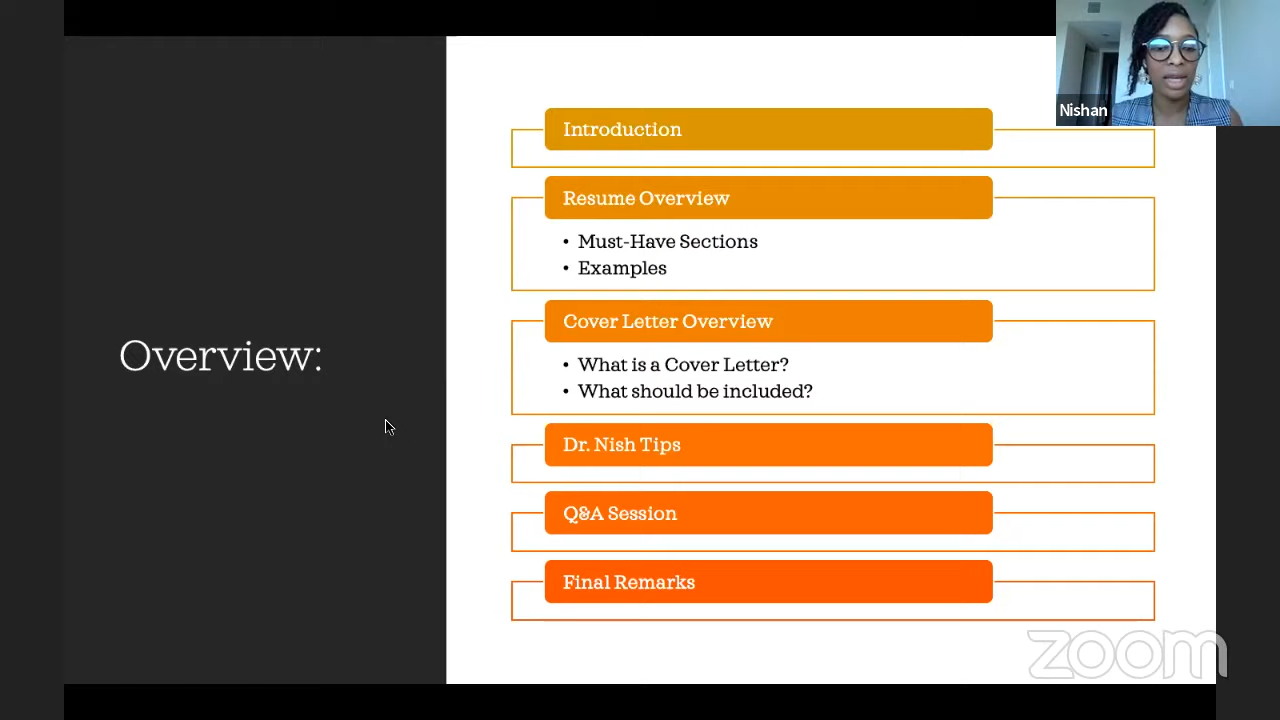 Nishan
Overview:
Introduction
Resume Overview
• Must-Have Sections
• Examples
Cover Letter Overview
• What is a Cover Letter?
• What should be included?
Dr. Nish Tips
Q&A Session
Final Remarks
zoom